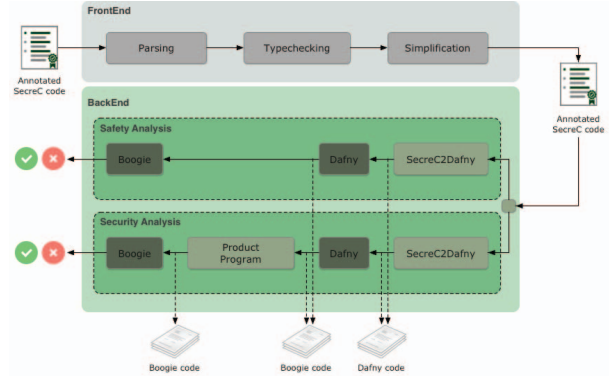 FrontEnd
Parsing
Typechecking
Simplification
Annotated
SecreC code
Annotated
SecreC code
BackEnd
Safety Analysis
Boogie
Dafny
SecreC2Dafny
Security Analysis
Boogie
Product
Program
Dafny
SecreC2Dafny
Boogie code
Boogie code
Dafny code